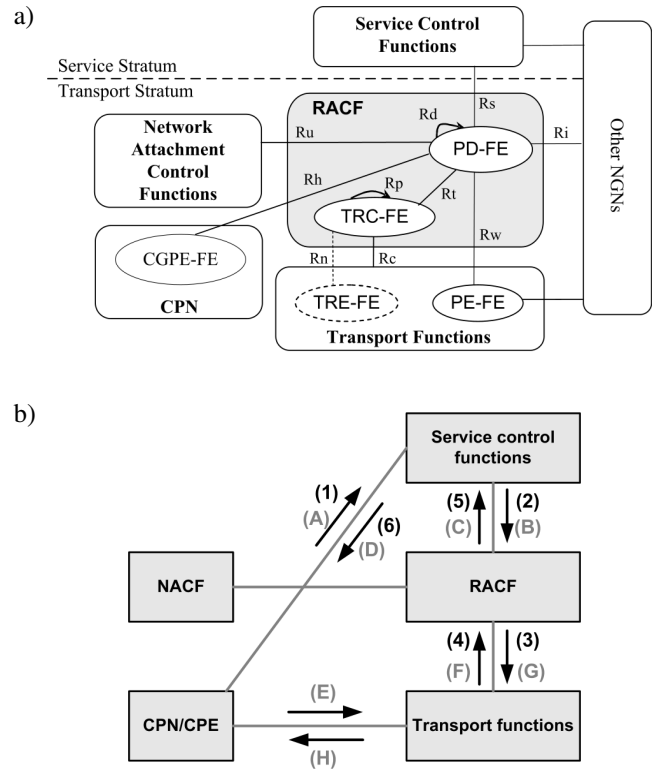 a)
Service Control
Functions
Service Stratum
Transport Stratum
RACF
Rd
Rs
Ri
Network
Attachment
Control
Functions
Ru
PD-FE
Other NGNs
Rh
Rp
Rt
TRC-FE
Rw
CGPE-FE
CPN
Rn
Rc
TRE-FE
PE-FE
Transport Functions
b)
Service control
functions
(1)
(A)
(6)
(D)
(5)
(C)
(2)
(B)
NACF
RACF
(4)
(F)
(3)
(G)
(E)
CPN/CPE
Transport functions
(H)